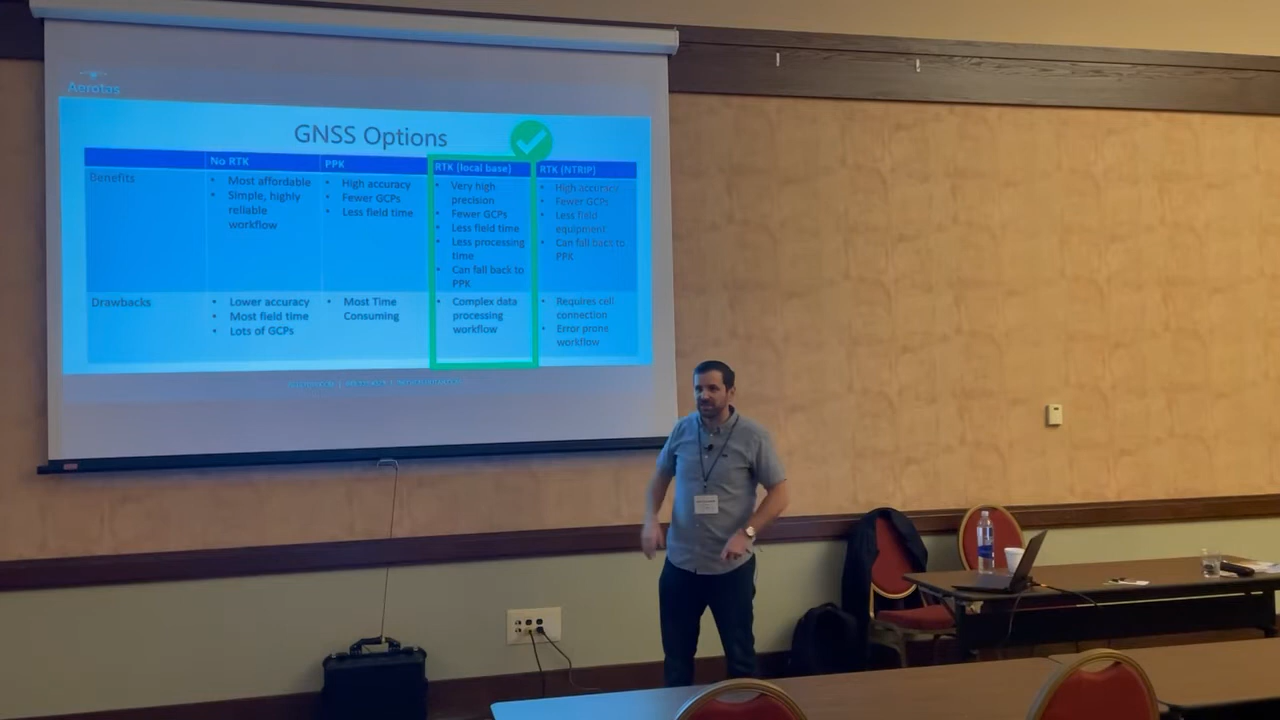 Aerotas
GNSS Options
No RTK
PPK
RTK (local base)
RTK (NTRIP)
Benefits
• Most affordable
• Simple, highly
reliable
workflow
• High accuracy
• Fewer GCPs
• Less field time
• Very high
precision
• Fewer GCPs
• Less field time
• Less processing
time
• Can fall back to
PPK
• High accuracy
• Fewer GCPs
• Less field
equipment
• Can fall back to
PPK
Drawbacks
• Lower accuracy
• Most field time
• Lots of GCPs
• Most Time
Consuming
• Complex data
processing
workflow
• Requires cell
connection
• Error prone
workflow